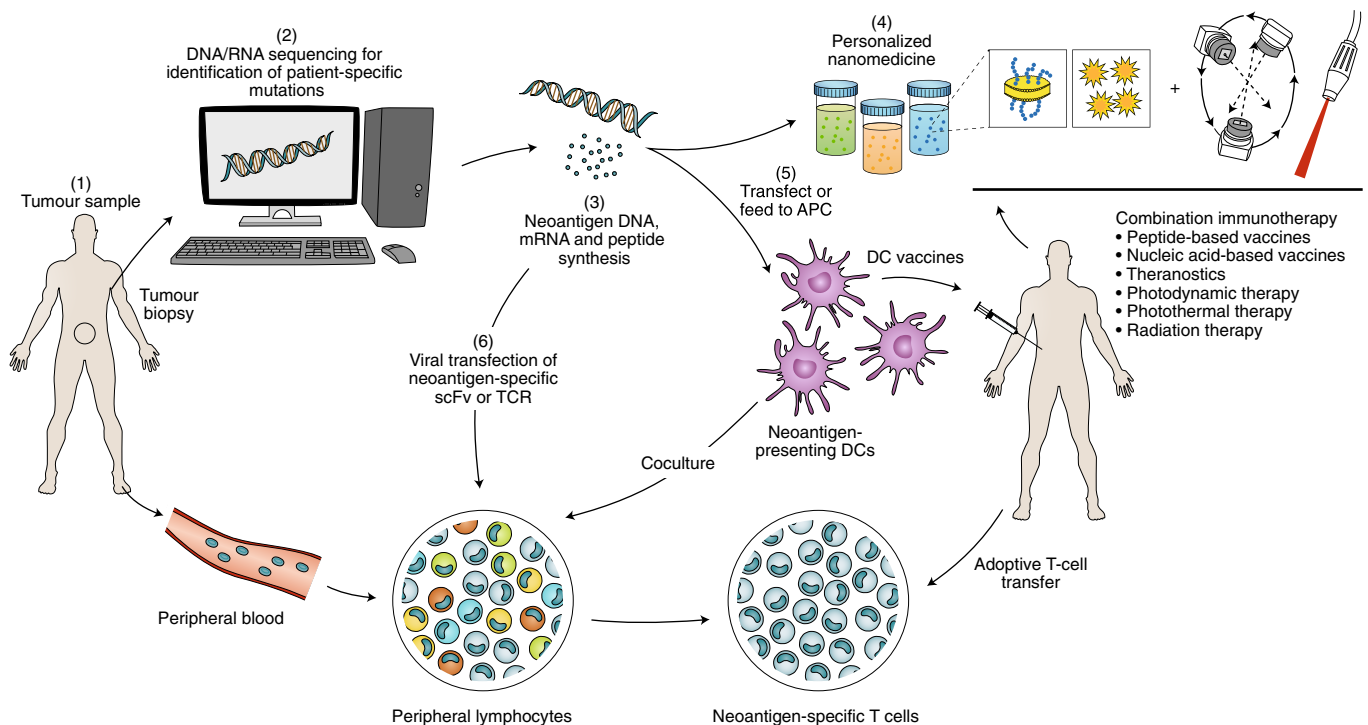 (1)
Tumour sample
Tumour
biopsy
(2)
DNA/RNA sequencing for
identification of patient-specific
mutations
(3)
Neoantigen DNA,
mRNA and peptide
synthesis
(4)
Personalized
nanomedicine
+
(5)
Transfect or
feed to APC
DC vaccines
Combination immunotherapy
• Peptide-based vaccines
• Nucleic acid-based vaccines
• Theranostics
• Photodynamic therapy
• Photothermal therapy
• Radiation therapy
(6)
Viral transfection of
neoantigen-specific
scFv or TCR
Neoantigen-
presenting DCs
Coculture
Adoptive T-cell
transfer
Peripheral blood
Peripheral lymphocytes
Neoantigen-specific T cells